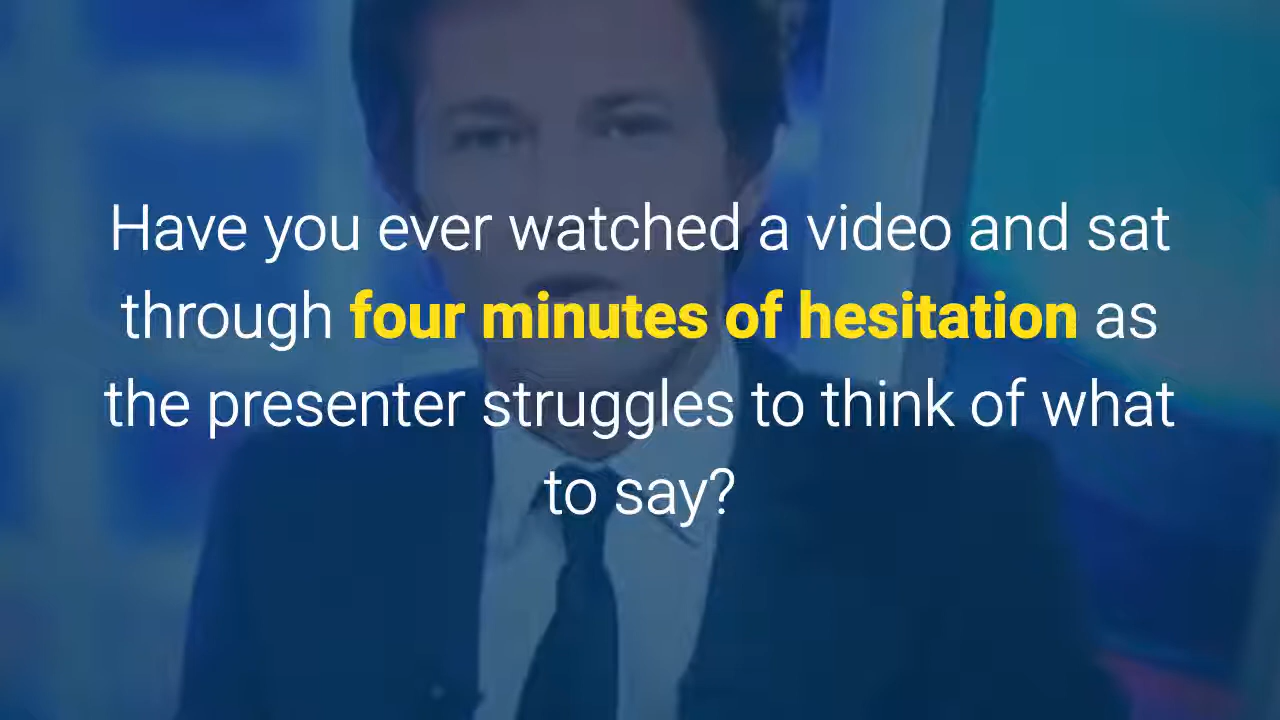 Have you ever watched a video and sat
through four minutes of hesitation as
the presenter struggles to think of what
to say?